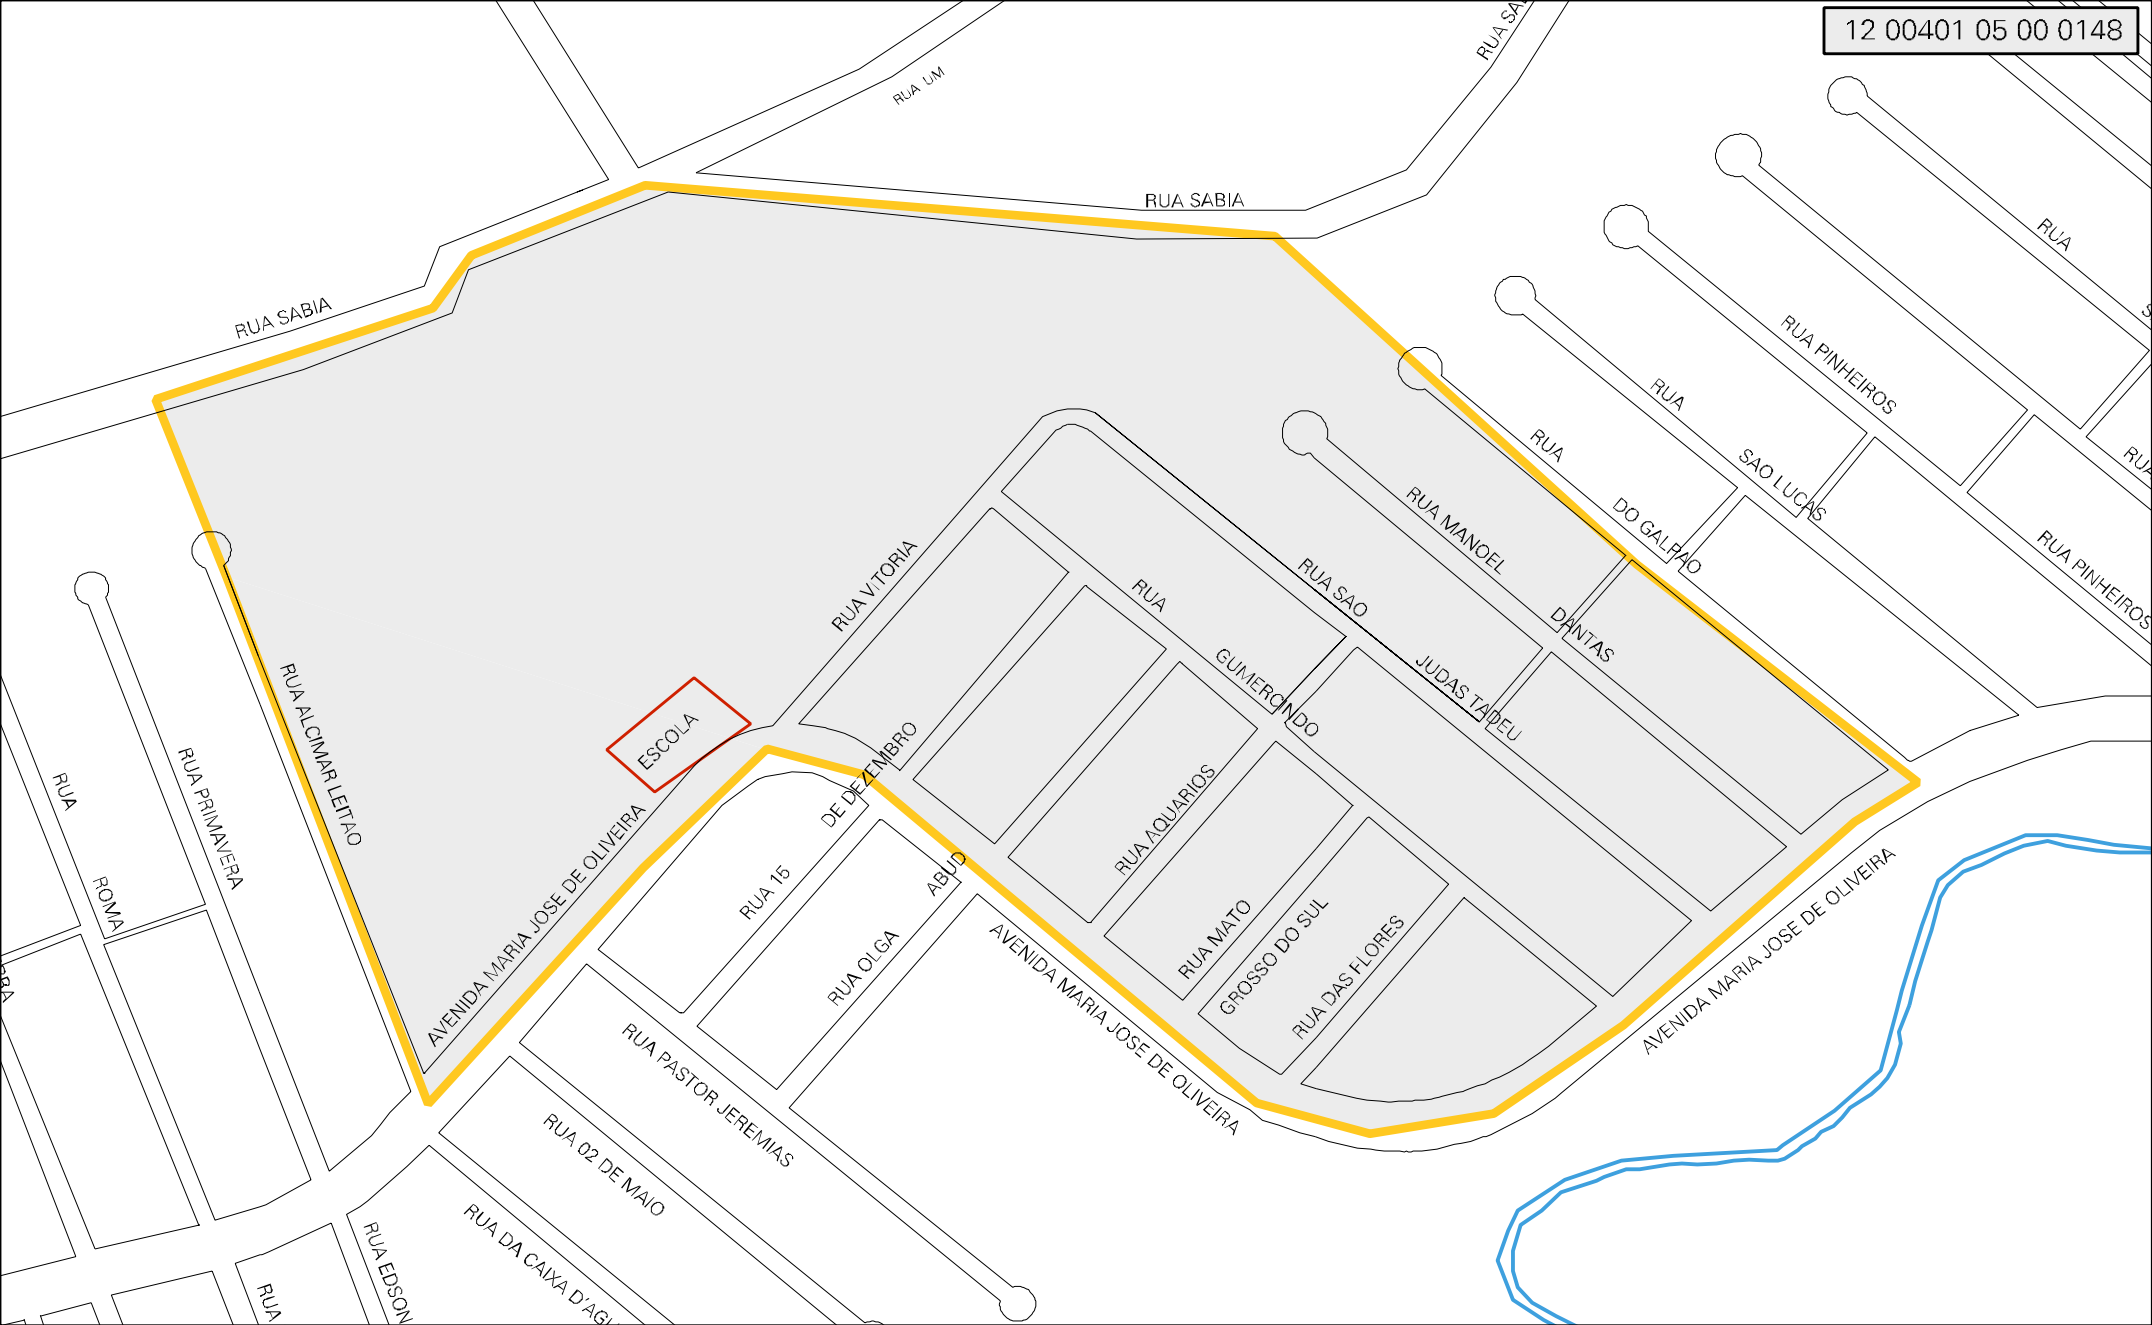 12 00401 05 00 0148
RUA UM
RUA SABIA
RUA
RUA SABIA
RUA PINHEIROS
RUA
SAO LUCAS
RUA
DO GALPAO
RUA PINHEIROS
RUA MANOEL
DANTAS
RUA SAO
JUDAS TADEU
RUA
GUMERCINDO
RUA VITORIA
ESCOLA
RUA ALCIMAR LEITAO
RUA PRIMAVERA
RUA
ROMA
AVENIDA MARIA JOSE DE OLIVEIRA
RUA 15
DE DEZEMBRO
RUA OLGA
ABUD
RUA AQUARIOS
RUA MATO
GROSSO DO SUL
RUA DAS FLORES
AVENIDA MARIA JOSE DE OLIVEIRA
AVENIDA MARIA JOSE DE OLIVEIRA
RUA PASTOR JEREMIAS
RUA 02 DE MAIO
RUA DA CAIXA D'AGU
RUA EDSON
RUA